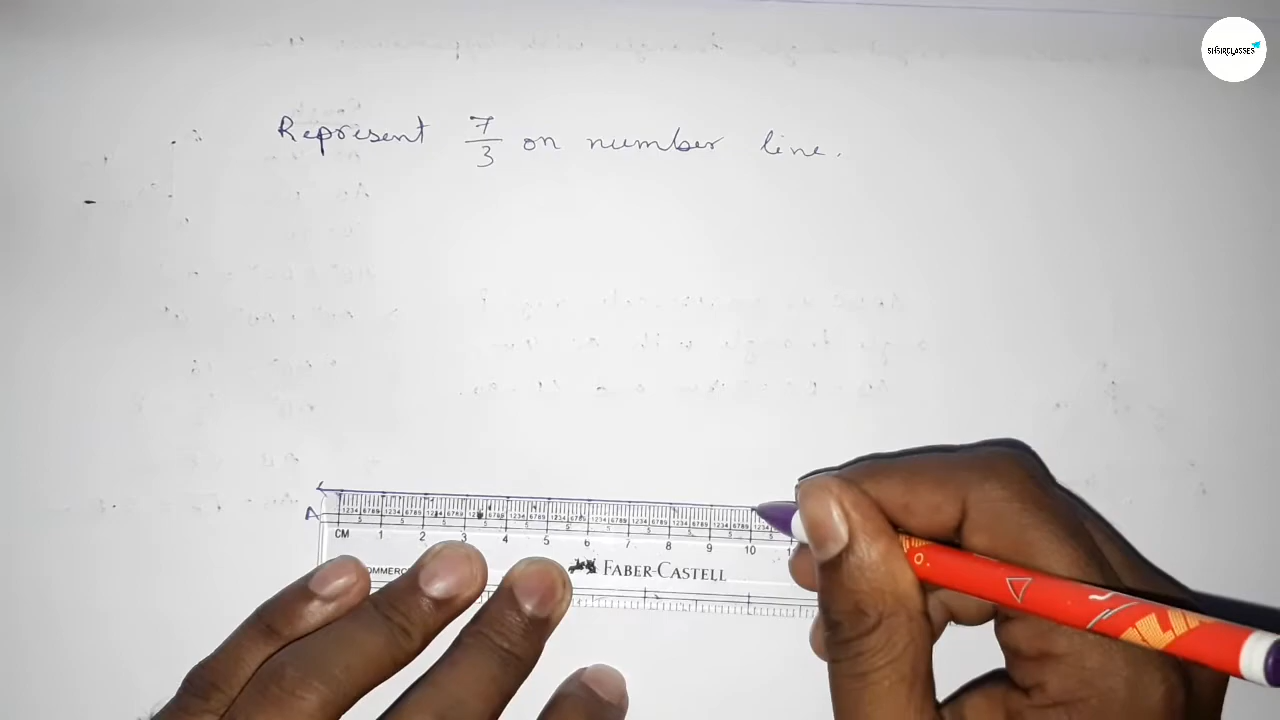 SHSIRCLASSES
Represent 7/3 on number line.
A
CM 1 2 3 4 5 6 7 8 9 10
FABER-CASTELL